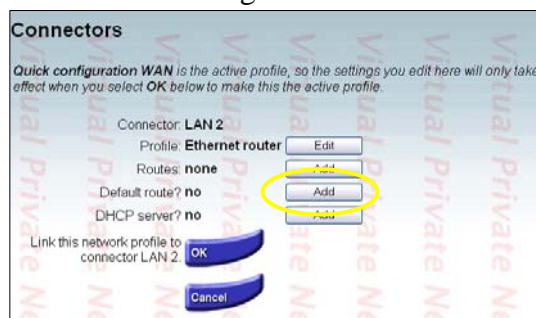 Connectors
Quick configuration WAN is the active profile, so the settings you edit here will only take
effect when you select OK below to make this the active profile.
Connector: LAN 2
Profile: Ethernet router Edit
Routes: none Add
Default route? no Add
DHCP server? no Add
Link this network profile to
connector LAN 2. OK
Cancel
Virtual Private Ne